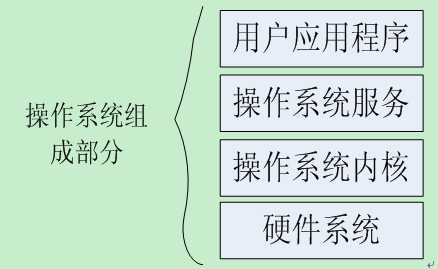 操作系统组
成部分
用户应用程序
操作系统服务
操作系统内核
硬件系统